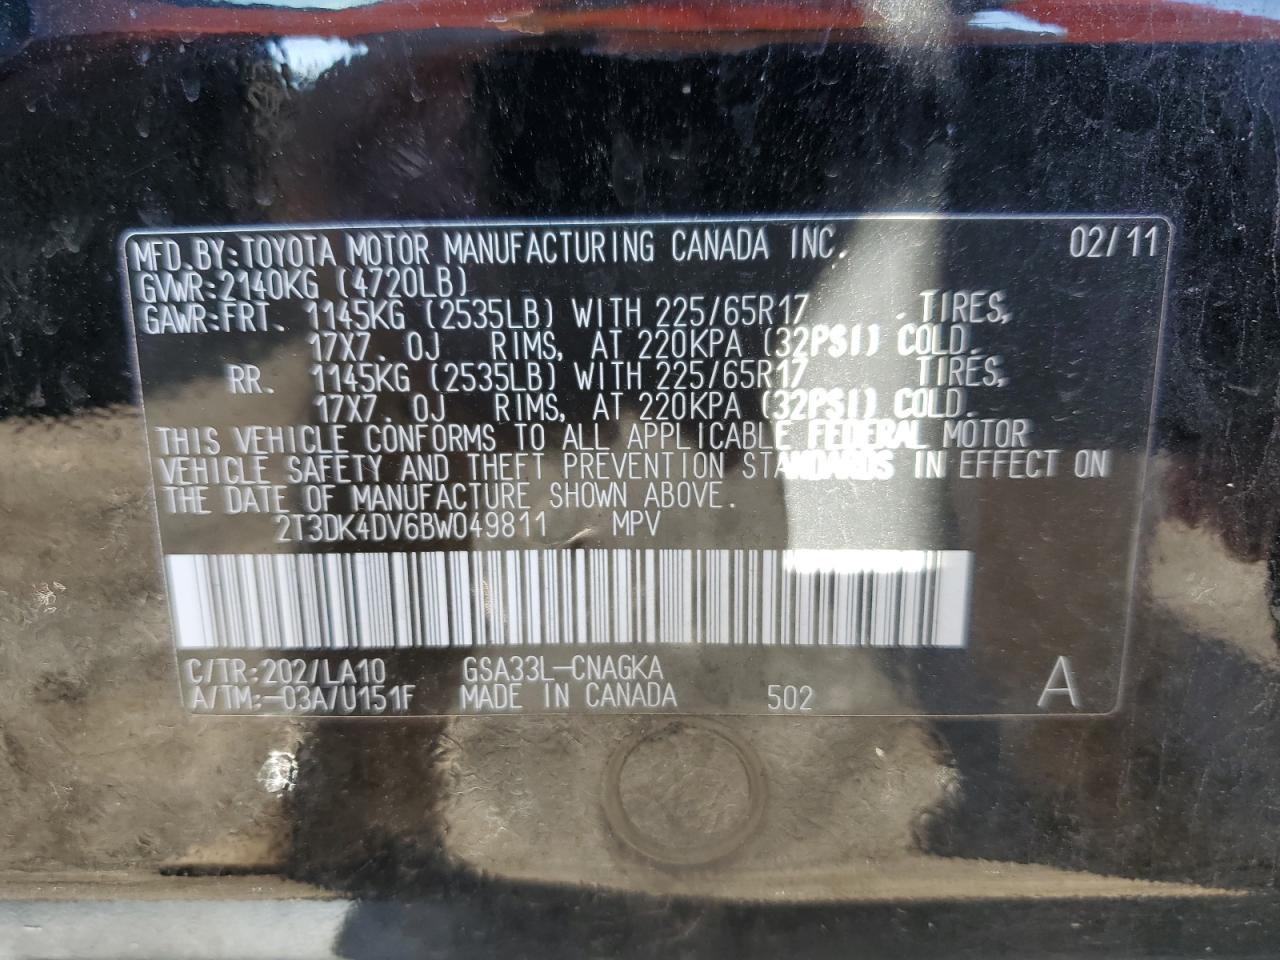 MFD.BY:TOYOTA MOTOR MANUFACTURING CANADA INC. 02/11
GVWR:2140KG (4720LB)
GAWR:FRT. 1145KG (2535LB) WITH 225/65R17 TIRES,
17X7.0J RIMS, AT 220KPA (32PSI) COLD.
RR. 1145KG (2535LB) WITH 225/65R17 TIRES,
17X7.0J RIMS, AT 220KPA (32PSI) COLD.
THIS VEHICLE CONFORMS TO ALL APPLICABLE FEDERAL MOTOR
VEHICLE SAFETY AND THEFT PREVENTION STANDARDS IN EFFECT ON
THE DATE OF MANUFACTURE SHOWN ABOVE.
2T3DK4DV6BW049811 MPV
C/TR:202/LA10 GSA33L-CNAGKA
A/TM:-03A/U151F MADE IN CANADA 502 A